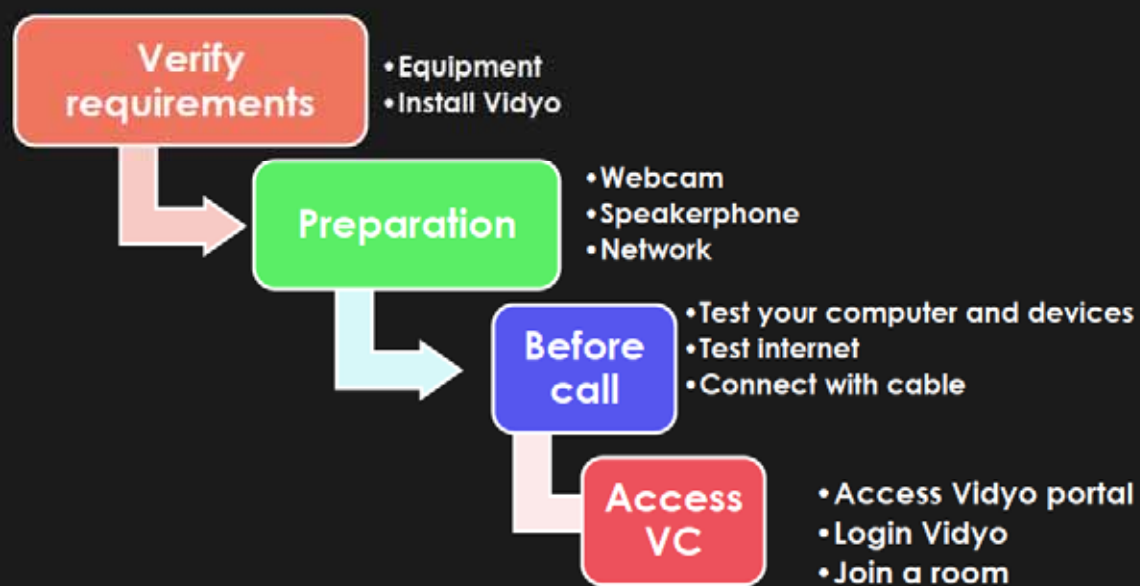 Verify
requirements
•Equipment
•Install Vidyo
Preparation
•Webcam
•Speakerphone
•Network
Before
call
•Test your computer and devices
•Test internet
•Connect with cable
Access
VC
•Access Vidyo portal
•Login Vidyo
•Join a room